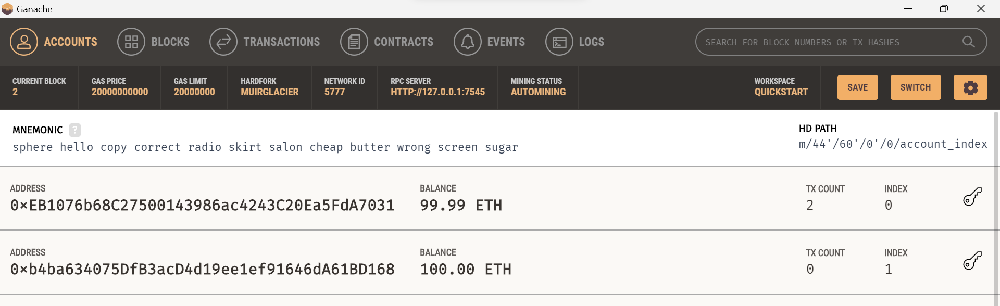 Ganache
ACCOUNTS BLOCKS TRANSACTIONS CONTRACTS EVENTS LOGS SEARCH FOR BLOCK NUMBERS OR TX HASHES
CURRENT BLOCK GAS PRICE GAS LIMIT HARDFORK NETWORK ID RPC SERVER MINING STATUS WORKSPACE
2 20000000000 20000000 MUIRGLACIER 5777 HTTP://127.0.0.1:7545 AUTOMINING QUICKSTART SAVE SWITCH
MNEMONIC ? HD PATH
sphere hello copy correct radio skirt salon cheap butter wrong screen sugar m/44'/60'/0'/0/account_index
ADDRESS BALANCE TX COUNT INDEX
0×EB1076b68C27500143986ac4243C20Ea5FdA7031 99.99 ETH 2 0
ADDRESS BALANCE TX COUNT INDEX
0×b4ba634075DfB3acD4d19ee1ef91646dA61BD168 100.00 ETH 0 1